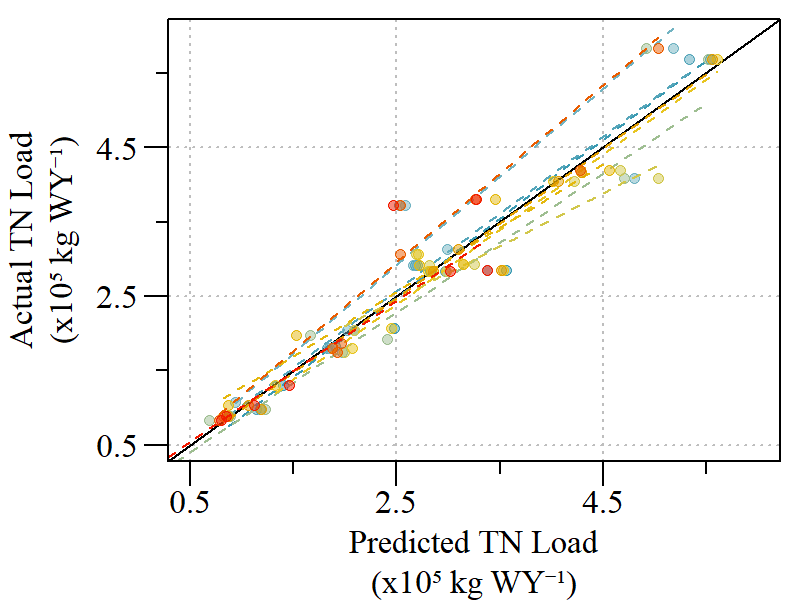 Actual TN Load
(x10⁵ kg WY⁻¹)
4.5
2.5
0.5
0.5 2.5 4.5
Predicted TN Load
(x10⁵ kg WY⁻¹)